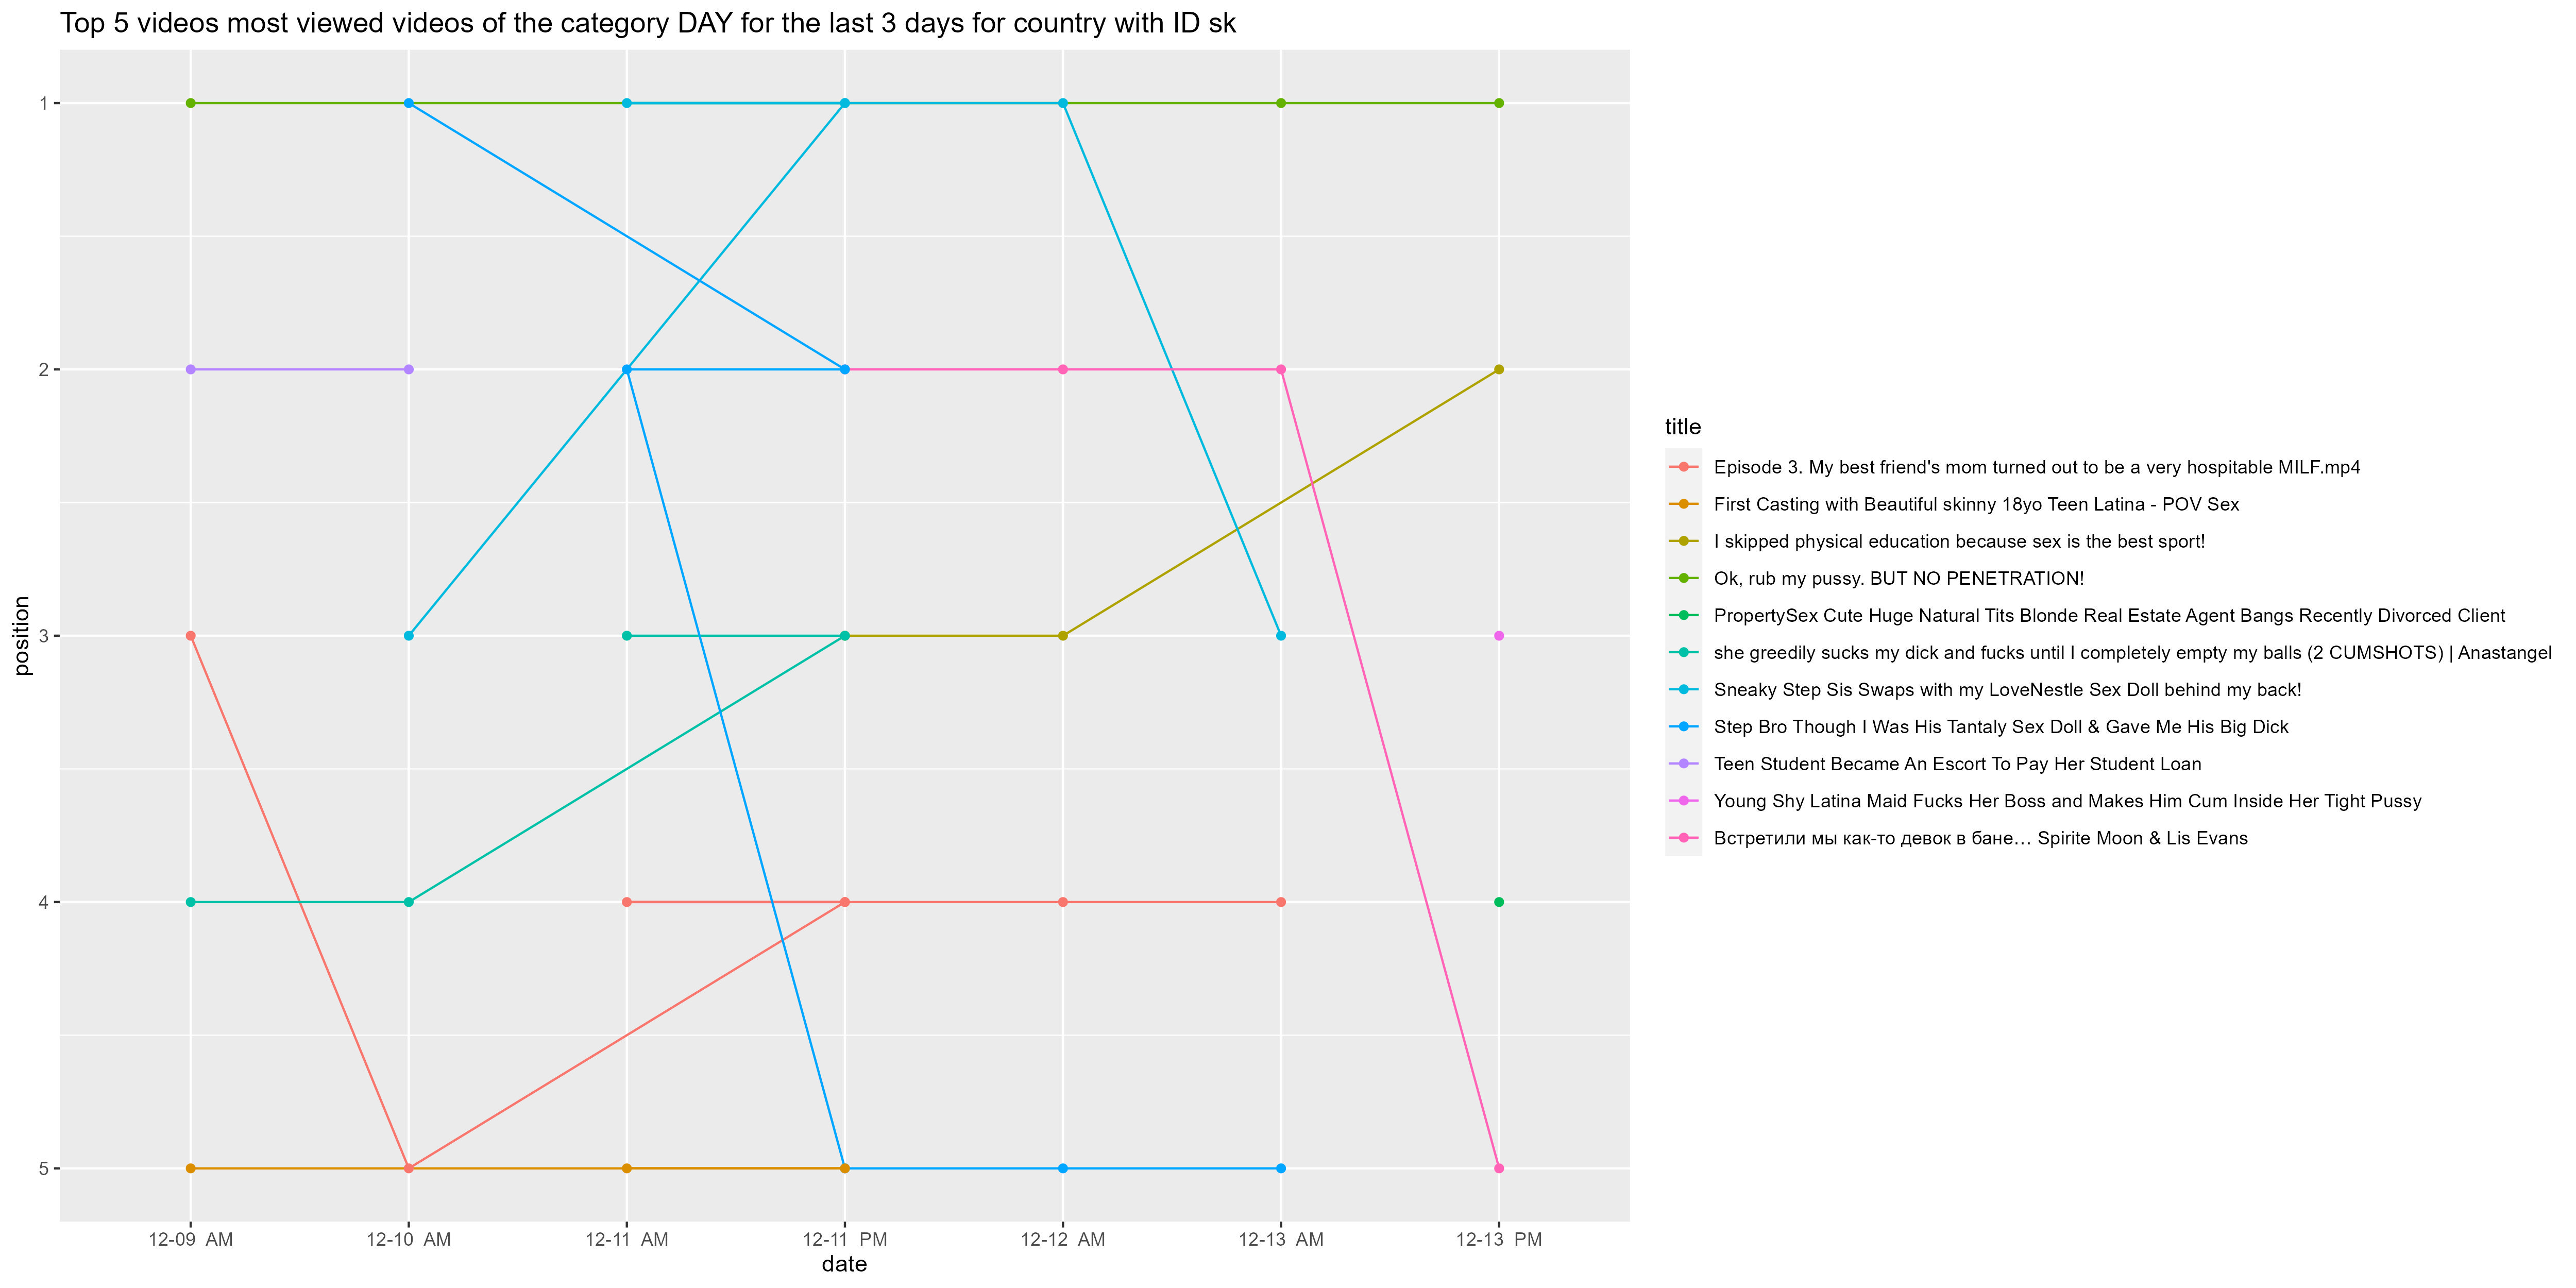 Top 5 videos most viewed videos of the category DAY for the last 3 days for country with ID sk
1
2
3
4
5
position
12-09 AM
12-10 AM
12-11 AM
12-11 PM
12-12 AM
12-13 AM
12-13 PM
date
title
Episode 3. My best friend's mom turned out to be a very hospitable MILF.mp4
First Casting with Beautiful skinny 18yo Teen Latina - POV Sex
I skipped physical education because sex is the best sport!
Ok, rub my pussy. BUT NO PENETRATION!
PropertySex Cute Huge Natural Tits Blonde Real Estate Agent Bangs Recently Divorced Client
she greedily sucks my dick and fucks until I completely empty my balls (2 CUMSHOTS) | Anastangel
Sneaky Step Sis Swaps with my LoveNestle Sex Doll behind my back!
Step Bro Though I Was His Tantaly Sex Doll & Gave Me His Big Dick
Teen Student Became An Escort To Pay Her Student Loan
Young Shy Latina Maid Fucks Her Boss and Makes Him Cum Inside Her Tight Pussy
Встретили мы как-то девок в бане… Spirite Moon & Lis Evans